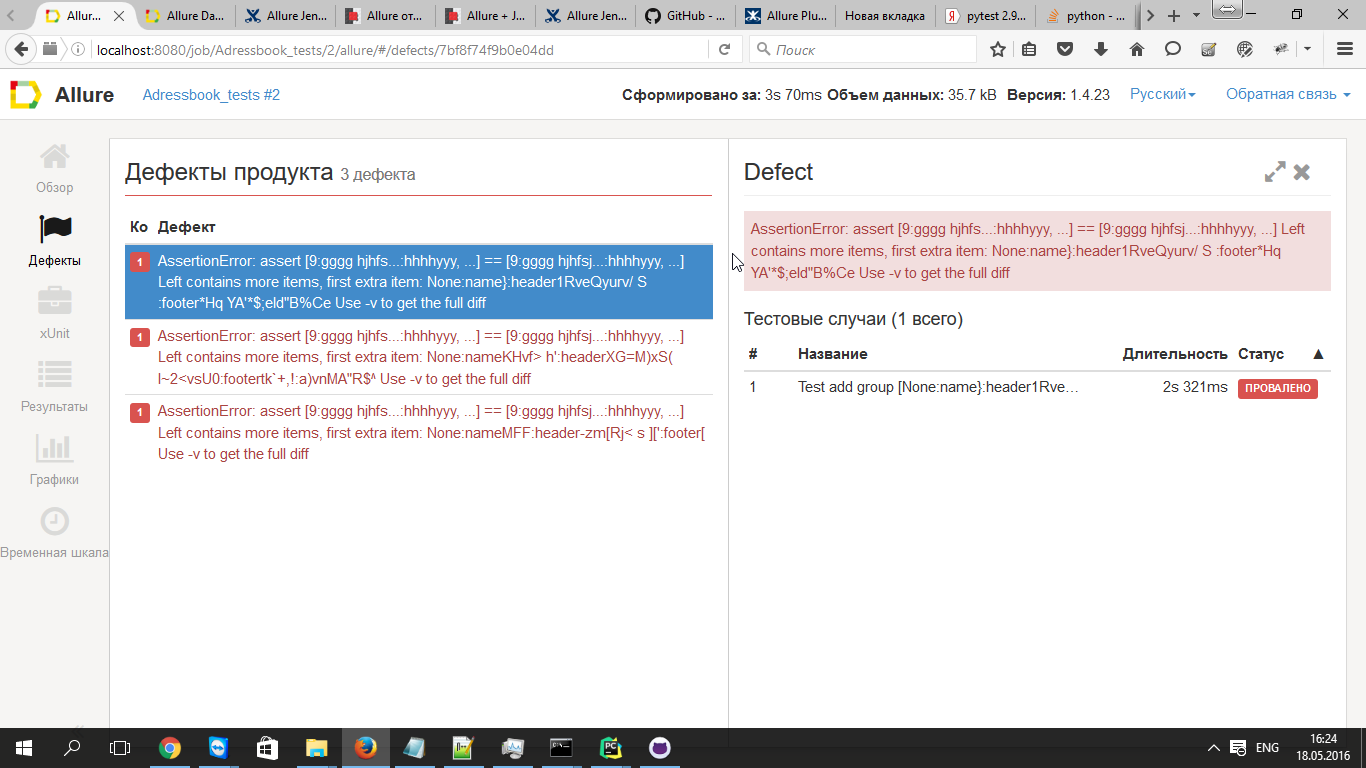 Allur...
Allure Da...
Allure Jen...
Allure от...
Allure + J...
Allure Jen...
GitHub - ...
Allure Plu...
Новая вкладка
pytest 2.9...
python - ...
localhost:8080/job/Adressbook_tests/2/allure/#/defects/7bf8f74f9b0e04dd
Поиск
Allure
Adressbook_tests #2
Сформировано за: 3s 70ms Объем данных: 35.7 kB Версия: 1.4.23
Русский
Обратная связь
Обзор
Дефекты
xUnit
Результаты
Графики
Временная шкала
Дефекты продукта 3 дефекта
Ко Дефект
1 AssertionError: assert [9:gggg hjhfs...:hhhhyyy, ...] == [9:gggg hjhfsj...:hhhhyyy, ...]
Left contains more items, first extra item: None:name}:header1RveQyurv/ S
:footer*Hq YA'*$;eld"B%Ce Use -v to get the full diff
1 AssertionError: assert [9:gggg hjhfs...:hhhhyyy, ...] == [9:gggg hjhfsj...:hhhhyyy, ...]
Left contains more items, first extra item: None:nameKHvf> h':headerXG=M)xS(
l~2<vsU0:footertk`+,!:a)vnMA"R$^ Use -v to get the full diff
1 AssertionError: assert [9:gggg hjhfs...:hhhhyyy, ...] == [9:gggg hjhfsj...:hhhhyyy, ...]
Left contains more items, first extra item: None:nameMFF:header-zm[Rj< s ][':footer[
Use -v to get the full diff
Defect
AssertionError: assert [9:gggg hjhfs...:hhhhyyy, ...] == [9:gggg hjhfsj...:hhhhyyy, ...] Left
contains more items, first extra item: None:name}:header1RveQyurv/ S :footer*Hq
YA'*$;eld"B%Ce Use -v to get the full diff
Тестовые случаи (1 всего)
# Название Длительность Статус ▲
1 Test add group [None:name}:header1Rve… 2s 321ms ПРОВАЛЕНО
ENG
16:24
18.05.2016